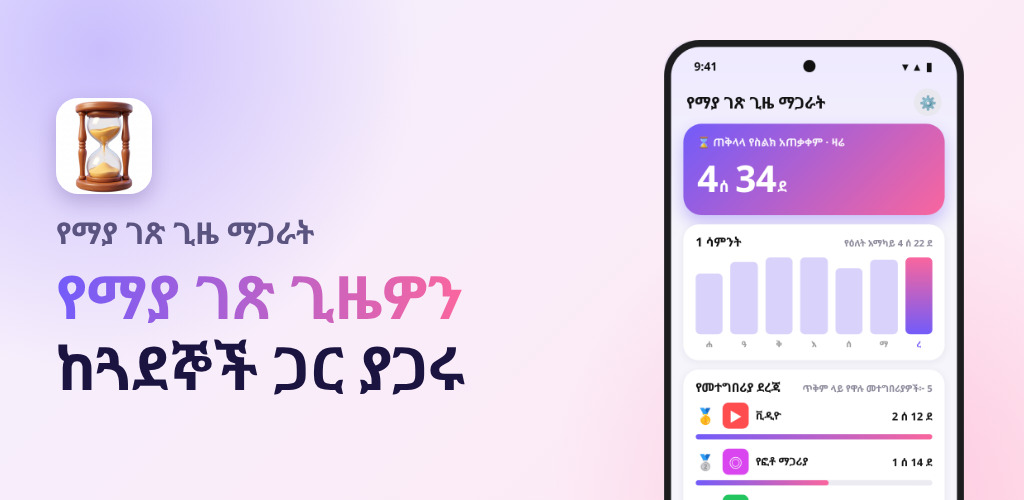 የማያ ገጽ ጊዜ ማጋራት
የማያ ገጽ ጊዜዎን
ከጓደኞች ጋር ያጋሩ
9:41
የማያ ገጽ ጊዜ ማጋራት
ጠቅላላ የስልክ አጠቃቀም · ዛሬ
4ሰ 34ደ
1 ሳምንት
የዕለት አማካይ 4 ሰ 22 ደ
ሐ ዓ ቅ እ ሰ ማ ረ
የመተግበሪያ ደረጃ
ጥቅም ላይ የዋሉ መተግበሪያዎች፦ 5
ቪዲዮ 2 ሰ 12 ደ
የፎቶ ማጋሪያ 1 ሰ 14 ደ